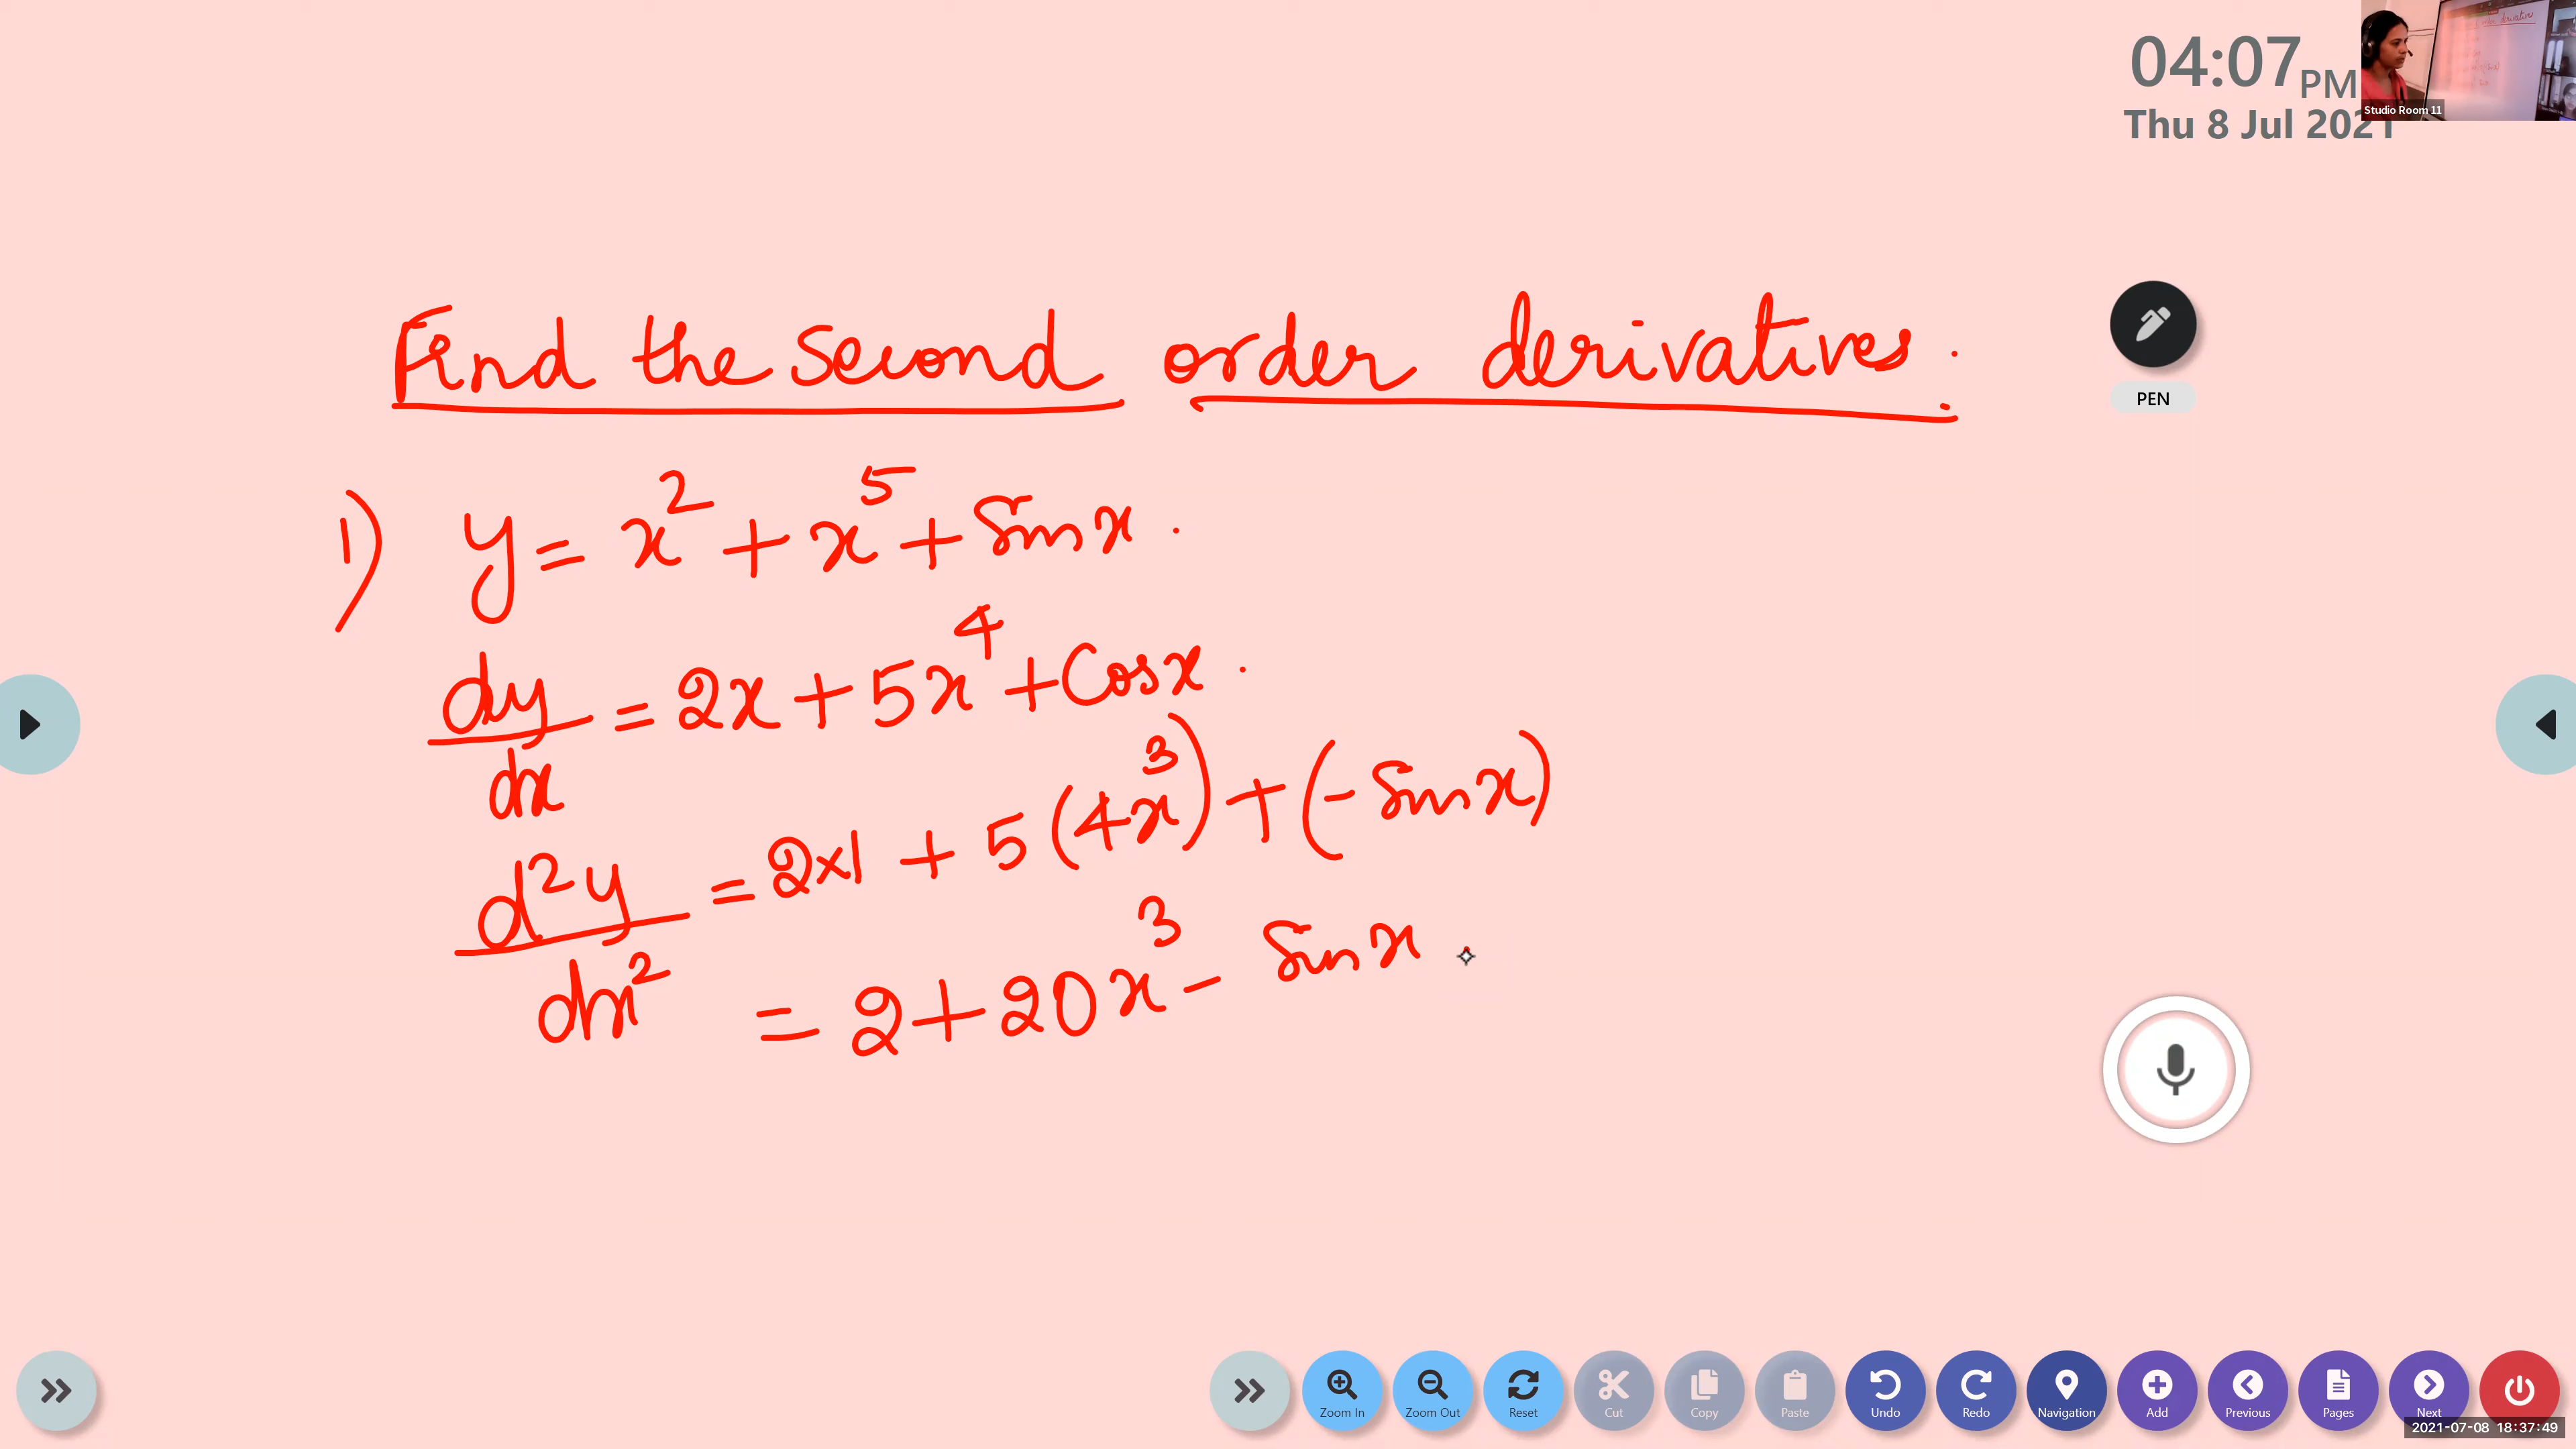 04:07 PM
Thu 8 Jul 2021
Studio Room 11
Find the second order derivatives.
PEN
1) y = x² + x⁵ + Sin x .
dy/dx = 2x + 5x⁴ + Cos x .
d²y/dx² = 2×1 + 5 (4x³) + (- Sin x)
= 2 + 20x³ - Sin x .
Zoom In Zoom Out Reset Cut Copy Paste Undo Redo Navigation Add Previous Pages Next
2021-07-08 18:37:49